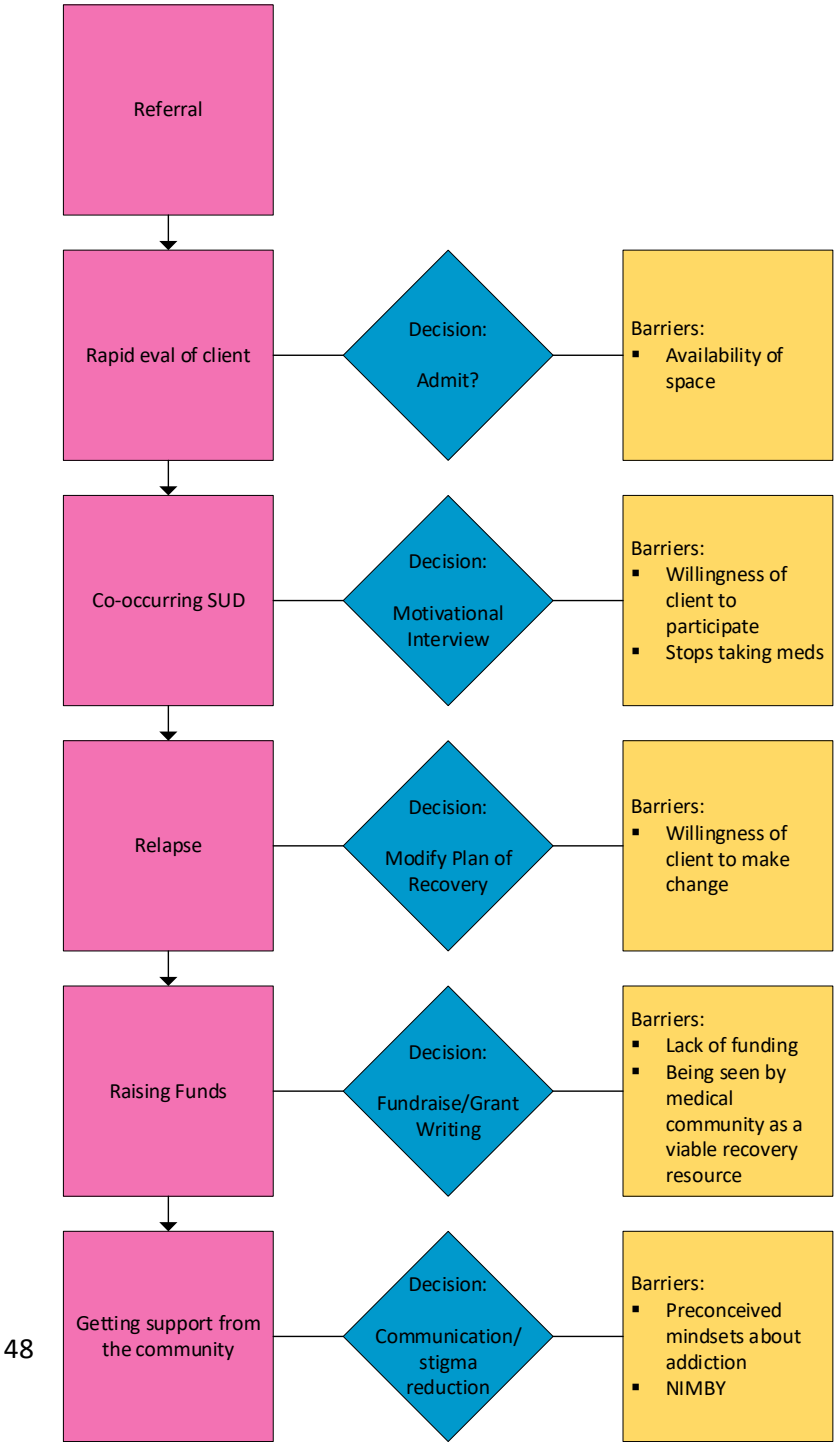 Referral
Rapid eval of client
Decision:
Admit?
Barriers:
▪ Availability of
space
Co-occurring SUD
Decision:
Motivational
Interview
Barriers:
▪ Willingness of
client to
participate
▪ Stops taking meds
Relapse
Decision:
Modify Plan of
Recovery
Barriers:
▪ Willingness of
client to make
change
Raising Funds
Decision:
Fundraise/Grant
Writing
Barriers:
▪ Lack of funding
▪ Being seen by
medical
community as a
viable recovery
resource
48
Getting support from
the community
Decision:
Communication/
stigma
reduction
Barriers:
▪ Preconceived
mindsets about
addiction
▪ NIMBY